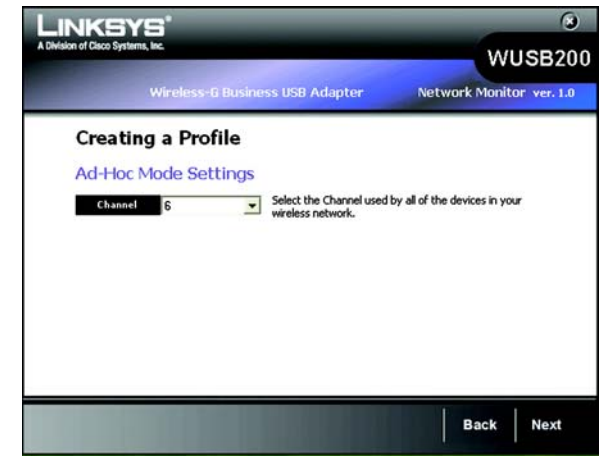 LINKSYS®
A Division of Cisco Systems, Inc.
WUSB200
Wireless-G Business USB Adapter
Network Monitor ver. 1.0
Creating a Profile
Ad-Hoc Mode Settings
Channel 6 Select the Channel used by all of the devices in your
wireless network.
Back Next